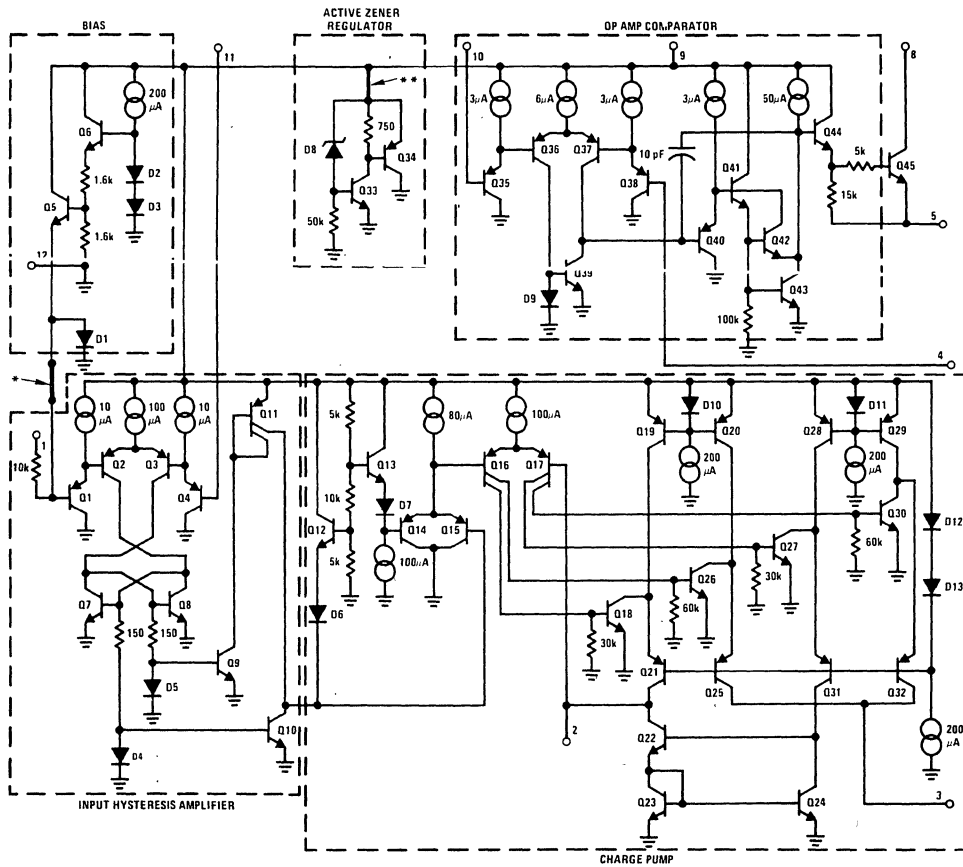 BIAS
ACTIVE ZENER
REGULATOR
OP AMP COMPARATOR
11
10
9
8
200
μA
Q6
D2
D3
1.6k
Q5
1.6k
12
D1
*
**
D8
750
Q34
Q33
50k
3μA
6μA
3μA
3μA
50μA
Q36
Q37
10 pF
Q35
Q38
Q41
Q44
5k
Q45
15k
5
Q40
Q42
Q39
D9
Q43
100k
4
10
μA
100
μA
10
μA
Q11
1
10k
Q2
Q3
Q1
Q4
Q7
Q8
150
150
D5
Q9
D4
Q10
INPUT HYSTERESIS AMPLIFIER
5k
80μA
100μA
Q13
10k
D7
Q12
Q14
Q15
5k
100μA
D6
Q16
Q17
Q19
D10
Q20
200
μA
Q28
D11
Q29
200
μA
Q30
60k
D12
D13
Q27
30k
Q26
60k
Q18
30k
Q21
Q25
Q31
Q32
2
Q22
200
μA
Q23
Q24
3
CHARGE PUMP